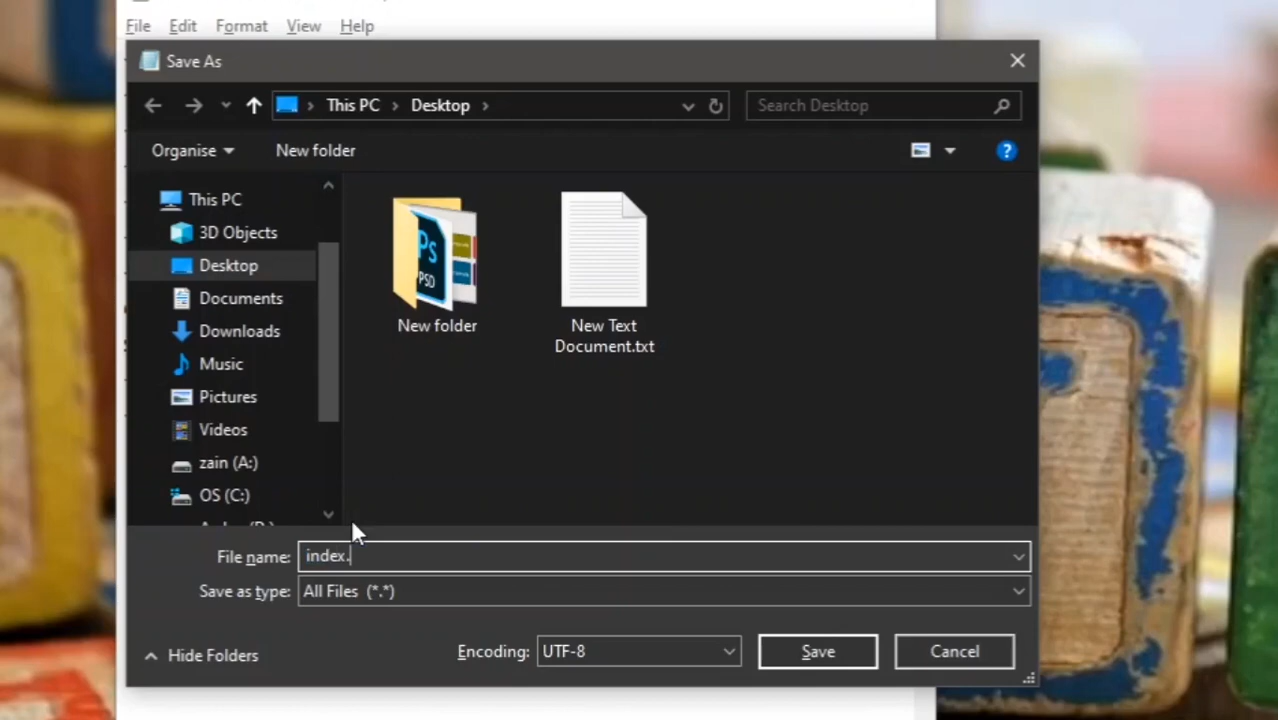 File Edit Format View Help
Save As
This PC Desktop Search Desktop
Organise New folder
This PC
3D Objects
Desktop
Documents
Downloads
Music
Pictures
Videos
zain (A:)
OS (C:)
Ps
PSD
New folder
New Text
Document.txt
File name: index.
Save as type: All Files (*.*)
Hide Folders Encoding: UTF-8 Save Cancel